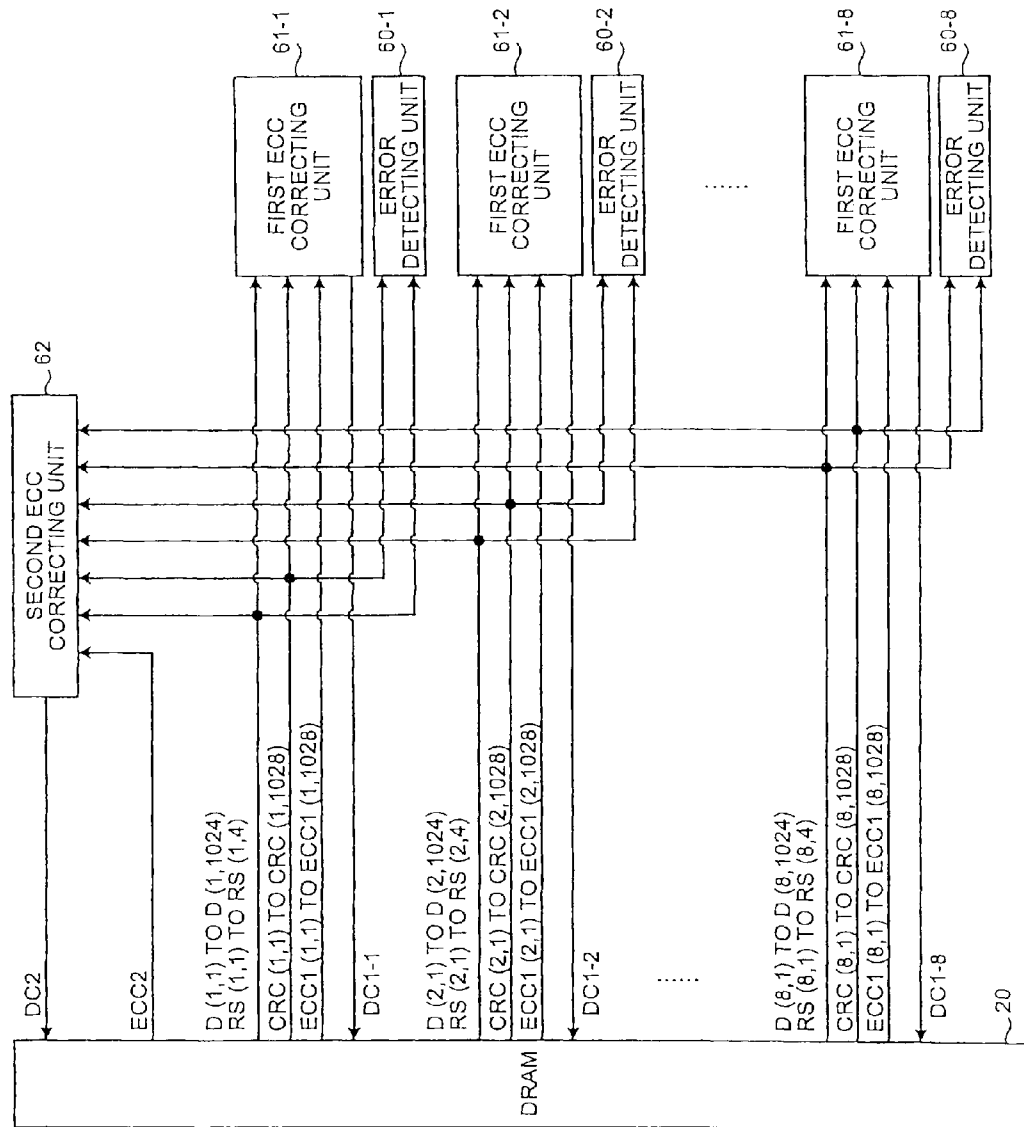 61-1
FIRST ECC
CORRECTING
UNIT
60-1
ERROR
DETECTING UNIT
61-2
FIRST ECC
CORRECTING
UNIT
60-2
ERROR
DETECTING UNIT
......
61-8
FIRST ECC
CORRECTING
UNIT
60-8
ERROR
DETECTING UNIT
62
SECOND ECC
CORRECTING UNIT
DC2
ECC2
D (1,1) TO D (1,1024)
RS (1,1) TO RS (1,4)
CRC (1,1) TO CRC (1,1028)
ECC1 (1,1) TO ECC1 (1,1028)
DC1-1
D (2,1) TO D (2,1024)
RS (2,1) TO RS (2,4)
CRC (2,1) TO CRC (2,1028)
ECC1 (2,1) TO ECC1 (2,1028)
DC1-2
......
D (8,1) TO D (8,1024)
RS (8,1) TO RS (8,4)
CRC (8,1) TO CRC (8,1028)
ECC1 (8,1) TO ECC1 (8,1028)
DC1-8
DRAM
20